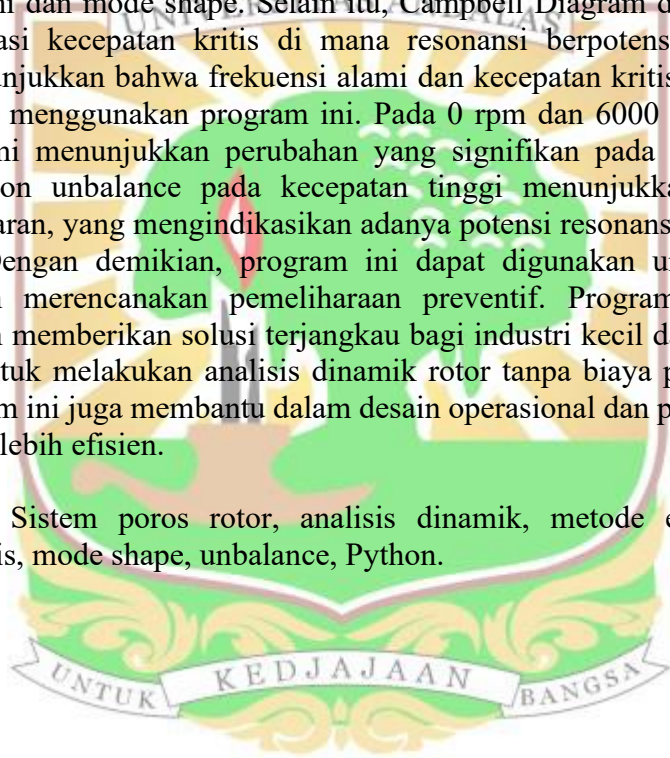 ni dan mode shape. Selain itu, Campbell Diagram d
asi kecepatan kritis di mana resonansi berpotens
njukkan bahwa frekuensi alami dan kecepatan kritis
menggunakan program ini. Pada 0 rpm dan 6000
ni menunjukkan perubahan yang signifikan pada
on unbalance pada kecepatan tinggi menunjukka
aran, yang mengindikasikan adanya potensi resonans
Dengan demikian, program ini dapat digunakan u
merencanakan pemeliharaan preventif. Program
n memberikan solusi terjangkau bagi industri kecil da
tuk melakukan analisis dinamik rotor tanpa biaya p
m ini juga membantu dalam desain operasional dan p
lebih efisien.
Sistem poros rotor, analisis dinamik, metode e
is, mode shape, unbalance, Python.
UNTUK KEDJAJAAN BANGSA